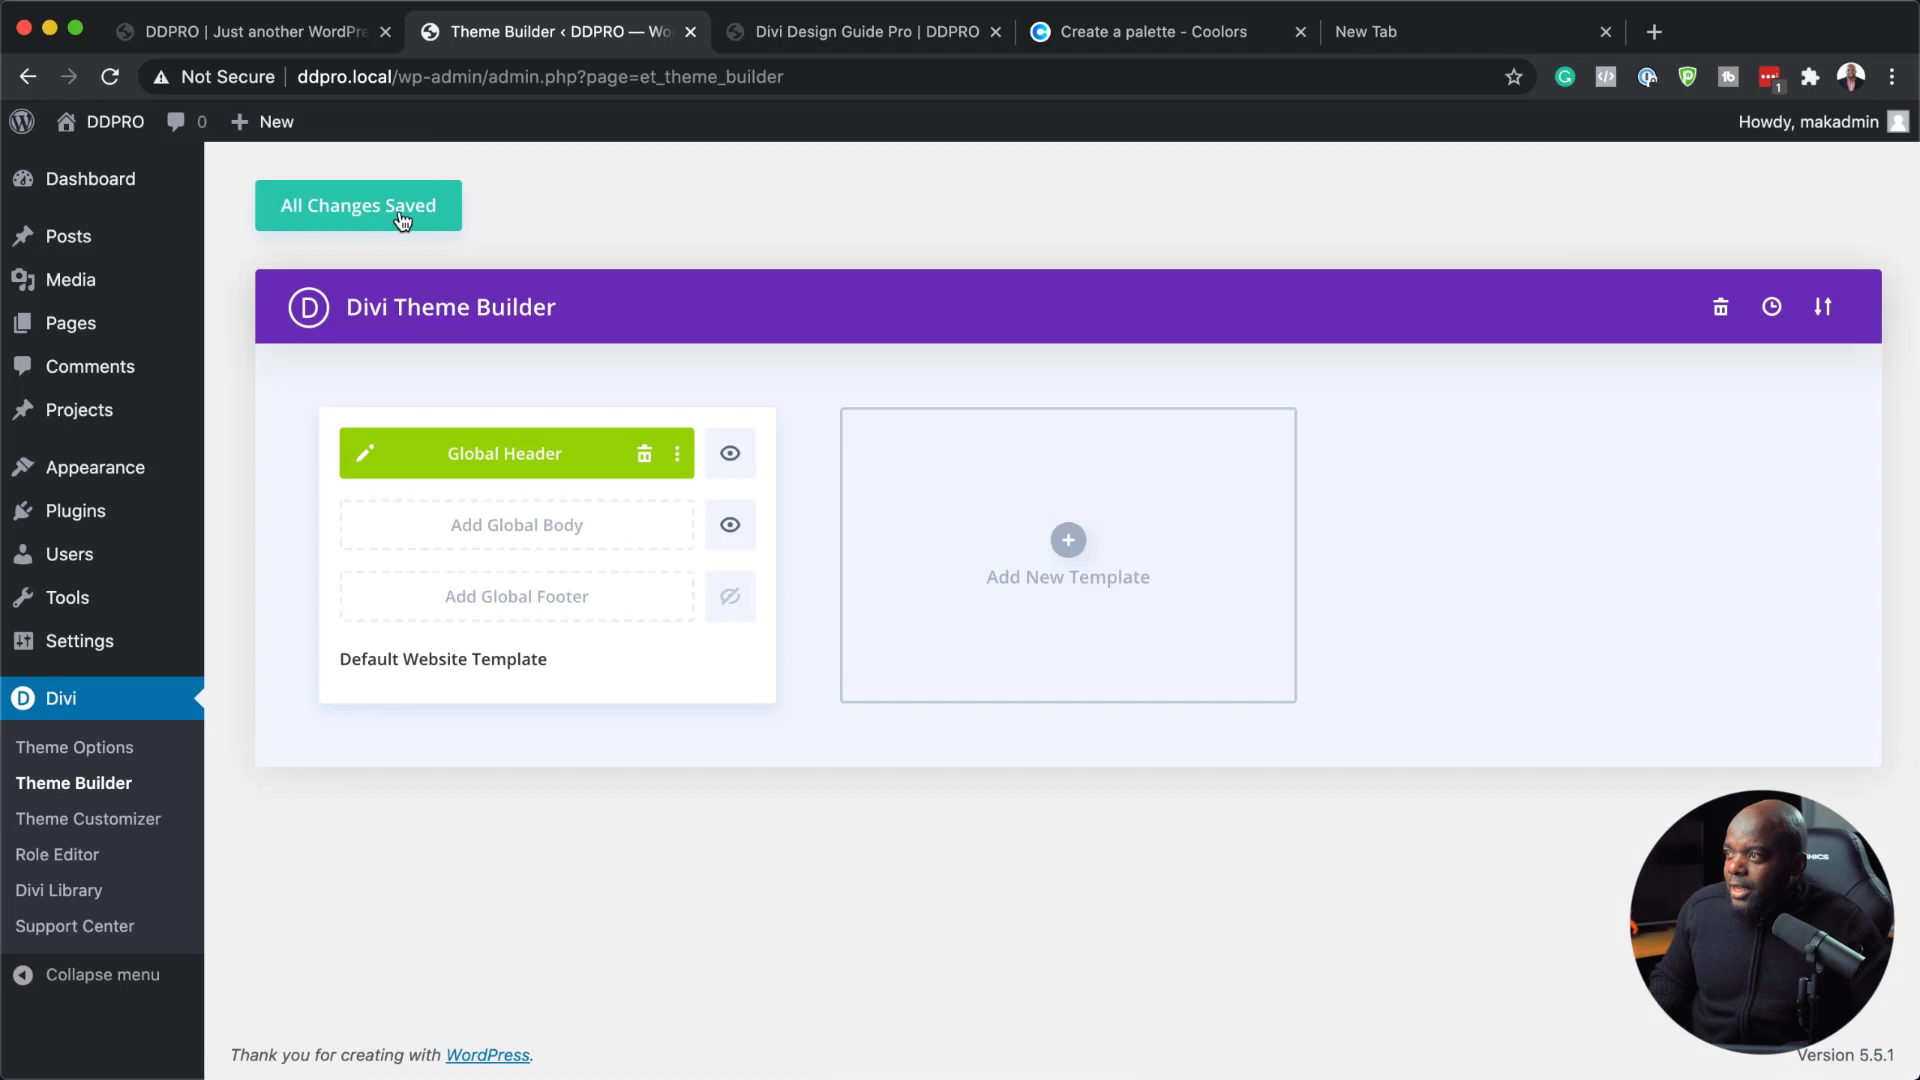 DDPRO | Just another WordPre
Theme Builder ‹ DDPRO — Wo
Divi Design Guide Pro | DDPRO
Create a palette - Coolors
New Tab
Not Secure
ddpro.local/wp-admin/admin.php?page=et_theme_builder
1
DDPRO
0
New
Howdy, makadmin
Dashboard
Posts
Media
Pages
Comments
Projects
Appearance
Plugins
Users
Tools
Settings
Divi
Theme Options
Theme Builder
Theme Customizer
Role Editor
Divi Library
Support Center
Collapse menu
All Changes Saved
D
Divi Theme Builder
Global Header
Add Global Body
Add Global Footer
Default Website Template
Add New Template
Thank you for creating with WordPress.
Version 5.5.1